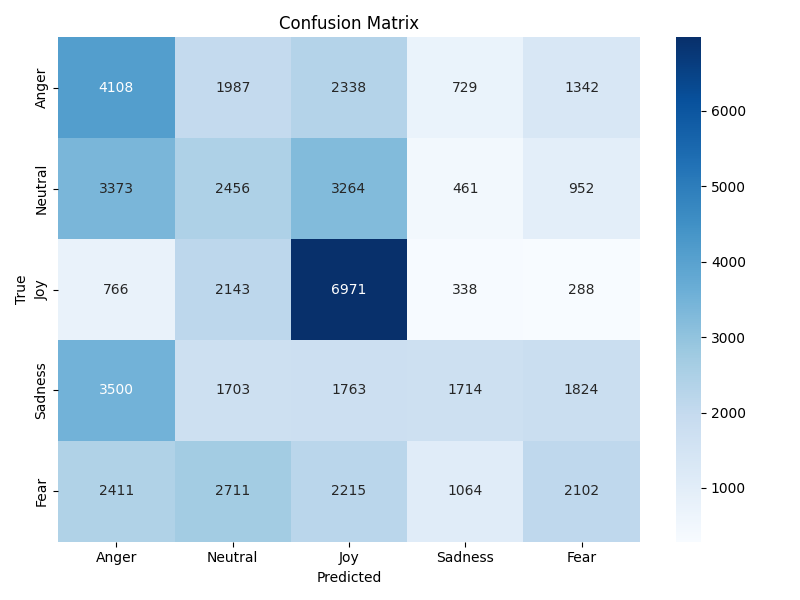 Confusion Matrix
Anger 4108 1987 2338 729 1342
Neutral 3373 2456 3264 461 952
Joy 766 2143 6971 338 288
Sadness 3500 1703 1763 1714 1824
Fear 2411 2711 2215 1064 2102
True
Anger Neutral Joy Sadness Fear
Predicted
6000
5000
4000
3000
2000
1000